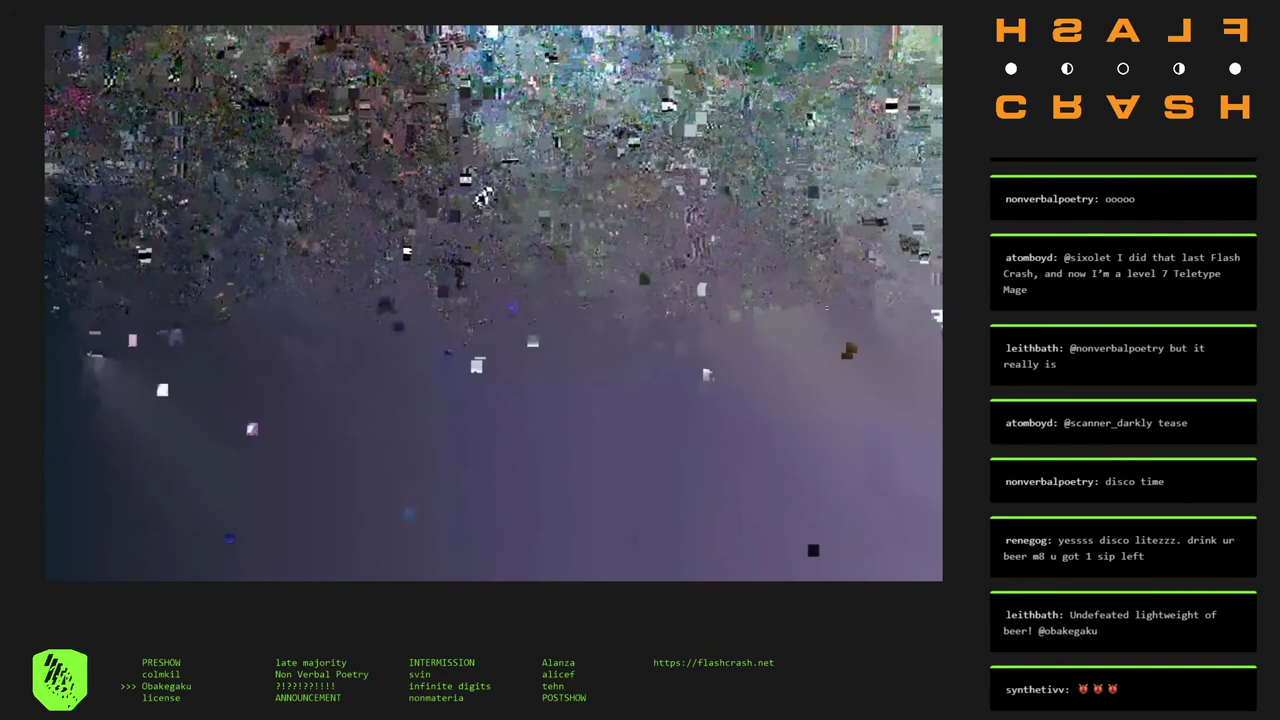 FLASH
CRASH
nonverbalpoetry: ooooo
atomboyd: @sixolet I did that last Flash
Crash, and now I’m a level 7 Teletype
Mage
leithbath: @nonverbalpoetry but it
really is
atomboyd: @scanner_darkly tease
nonverbalpoetry: disco time
renegog: yessss disco litezzz. drink ur
beer m8 u got 1 sip left
leithbath: Undefeated lightweight of
beer! @obakegaku
synthetivv: 👹👹👹
PRESHOW
colmkil
>>> Obakegaku
license
late majority
Non Verbal Poetry
?!??!??!!!!
ANNOUNCEMENT
INTERMISSION
svin
infinite digits
nonmateria
Alanza
alicef
tehn
POSTSHOW
https://flashcrash.net